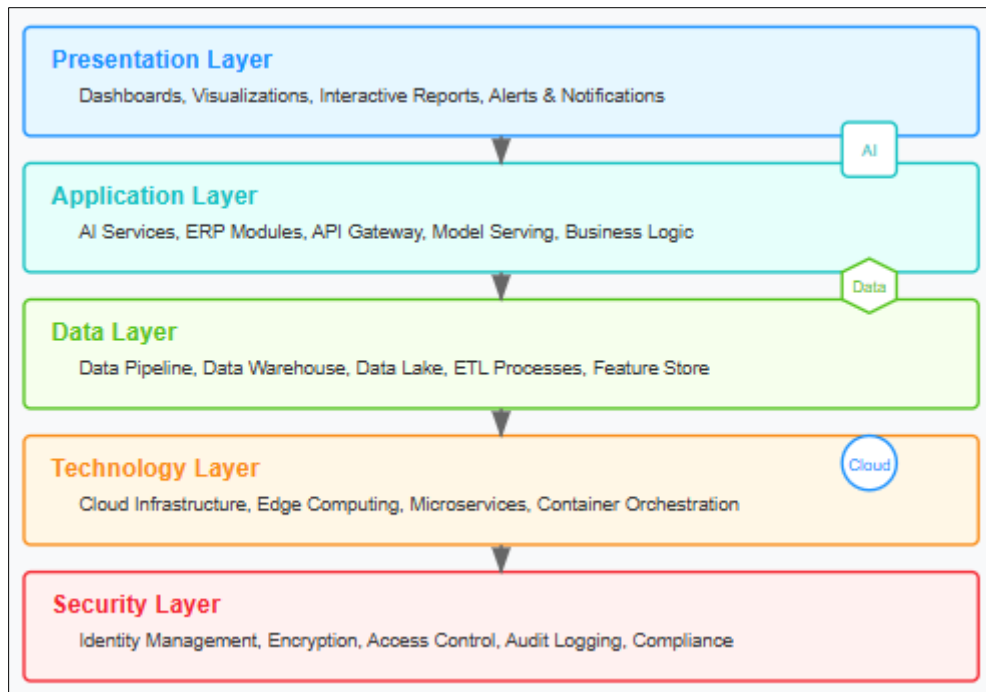 Presentation Layer
Dashboards, Visualizations, Interactive Reports, Alerts & Notifications
AI
Application Layer
AI Services, ERP Modules, API Gateway, Model Serving, Business Logic
Data
Data Layer
Data Pipeline, Data Warehouse, Data Lake, ETL Processes, Feature Store
Technology Layer
Cloud
Cloud Infrastructure, Edge Computing, Microservices, Container Orchestration
Security Layer
Identity Management, Encryption, Access Control, Audit Logging, Compliance